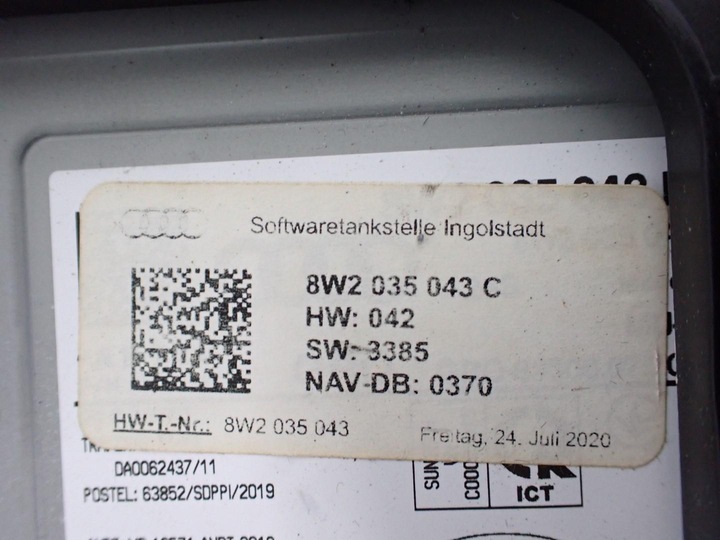 Softwaretankstelle Ingolstadt
8W2 035 043 C
HW: 042
SW: 3385
NAV-DB: 0370
HW-T.-Nr.: 8W2 035 043
Freitag, 24. Juli 2020
DA0062437/11
POSTEL: 63852/SDPPI/2019
ICT